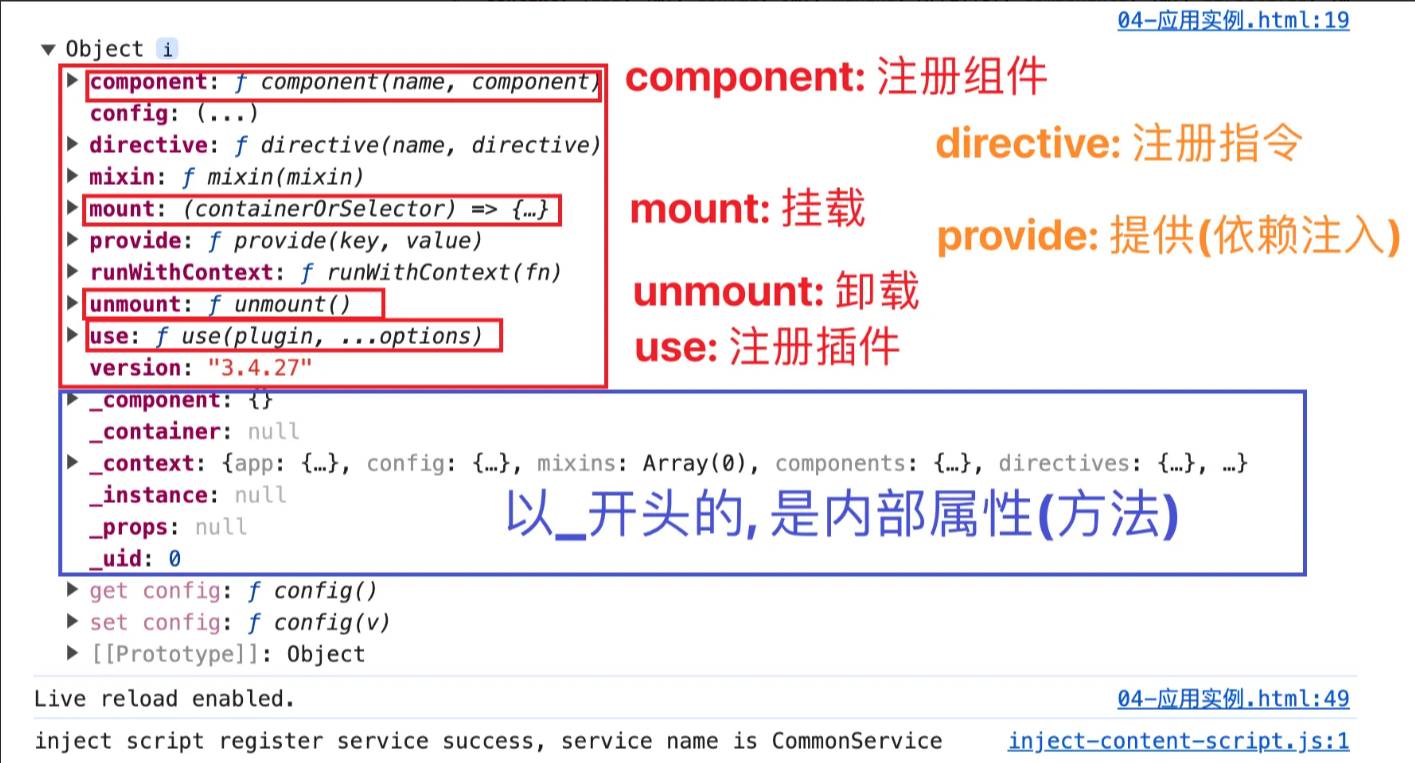 04-应用实例.html:19
▼ Object i
▶ component: ƒ component(name, component)
component: 注册组件
config: (...)
▶ directive: ƒ directive(name, directive)
directive: 注册指令
▶ mixin: ƒ mixin(mixin)
▶ mount: (containerOrSelector) => {…}
mount: 挂载
▶ provide: ƒ provide(key, value)
provide: 提供(依赖注入)
▶ runWithContext: ƒ runWithContext(fn)
▶ unmount: ƒ unmount()
unmount: 卸载
▶ use: ƒ use(plugin, ...options)
use: 注册插件
version: "3.4.27"
▶ _component: {}
_container: null
▶ _context: {app: {…}, config: {…}, mixins: Array(0), components: {…}, directives: {…}, …}
_instance: null
以_开头的, 是内部属性(方法)
_props: null
_uid: 0
▶ get config: ƒ config()
▶ set config: ƒ config(v)
▶ [[Prototype]]: Object
Live reload enabled. 04-应用实例.html:49
inject script register service success, service name is CommonService inject-content-script.js:1